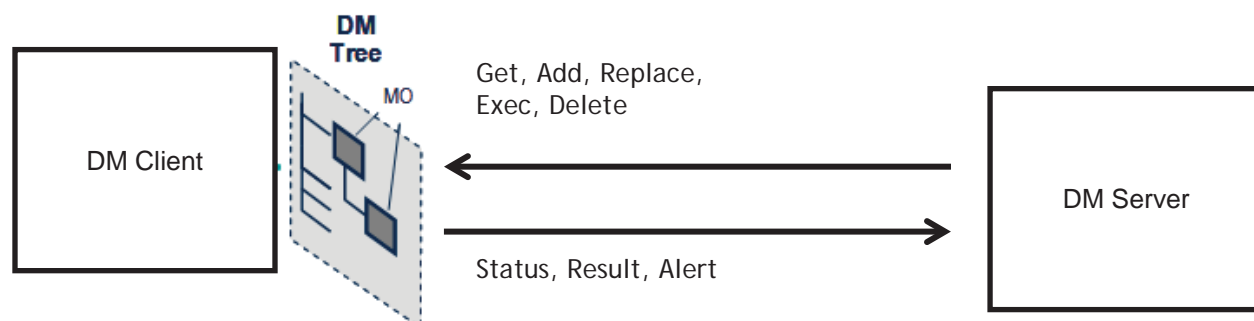 DM
Tree
MO
Get, Add, Replace,
Exec, Delete
DM Client
DM Server
Status, Result, Alert